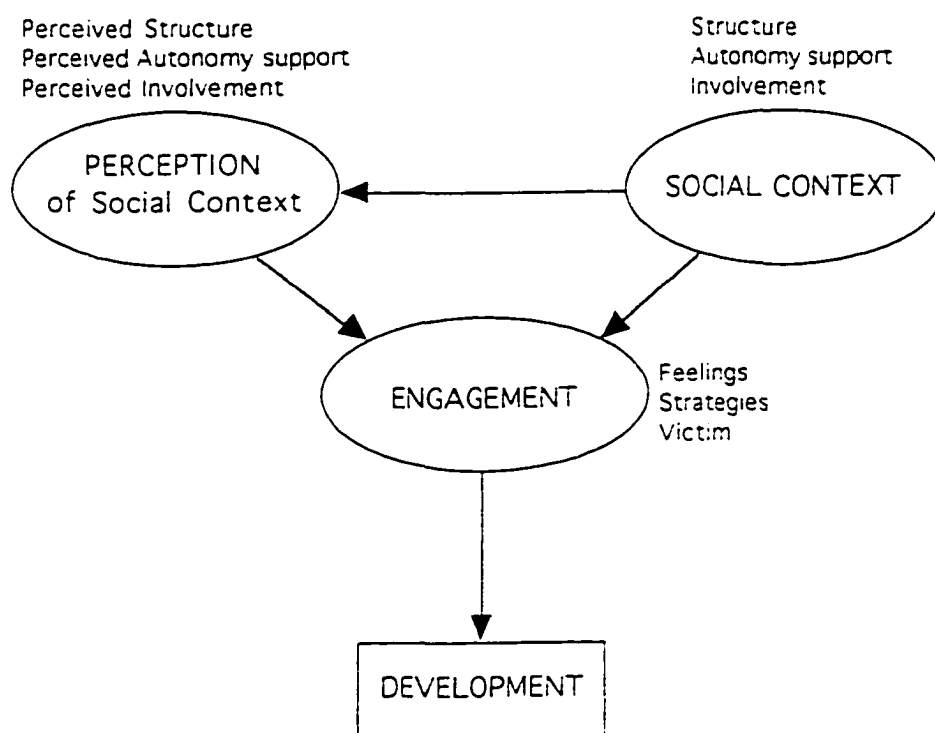 Perceived Structure
Perceived Autonomy support
Perceived Involvement
Structure
Autonomy support
Involvement
PERCEPTION
of Social Context
SOCIAL CONTEXT
ENGAGEMENT
Feelings
Strategies
Victim
DEVELOPMENT